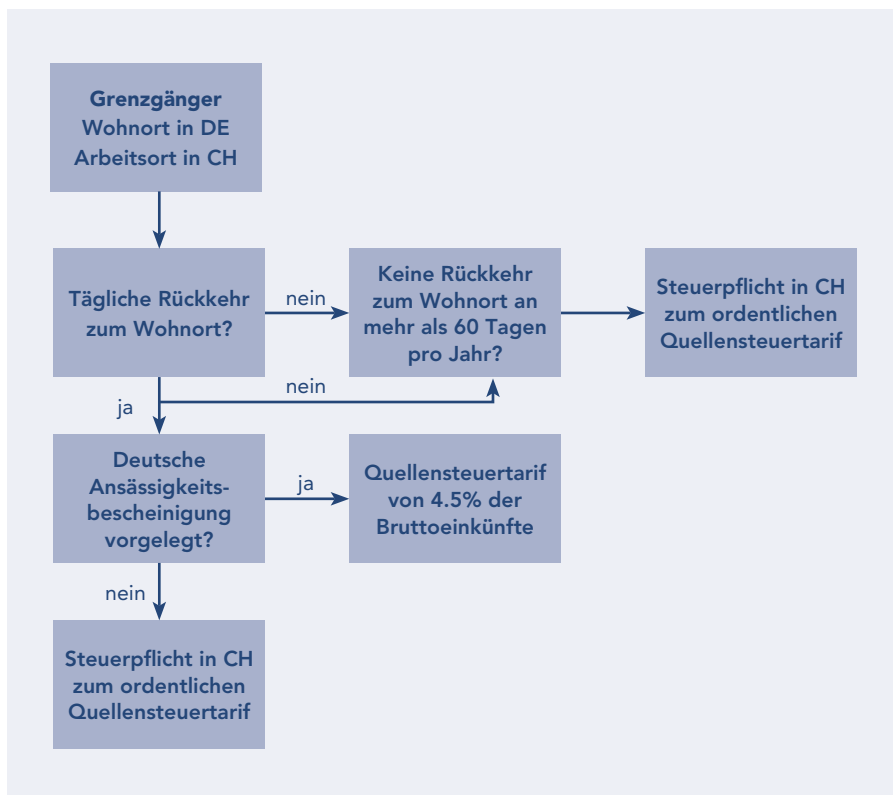 Grenzgänger
Wohnort in DE
Arbeitsort in CH
Tägliche Rückkehr
zum Wohnort?
nein
Keine Rückkehr
zum Wohnort an
mehr als 60 Tagen
pro Jahr?
Steuerpflicht in CH
zum ordentlichen
Quellensteuertarif
ja
nein
Deutsche
Ansässigkeits-
bescheinigung
vorgelegt?
ja
Quellensteuertarif
von 4.5% der
Bruttoeinkünfte
nein
Steuerpflicht in CH
zum ordentlichen
Quellensteuertarif